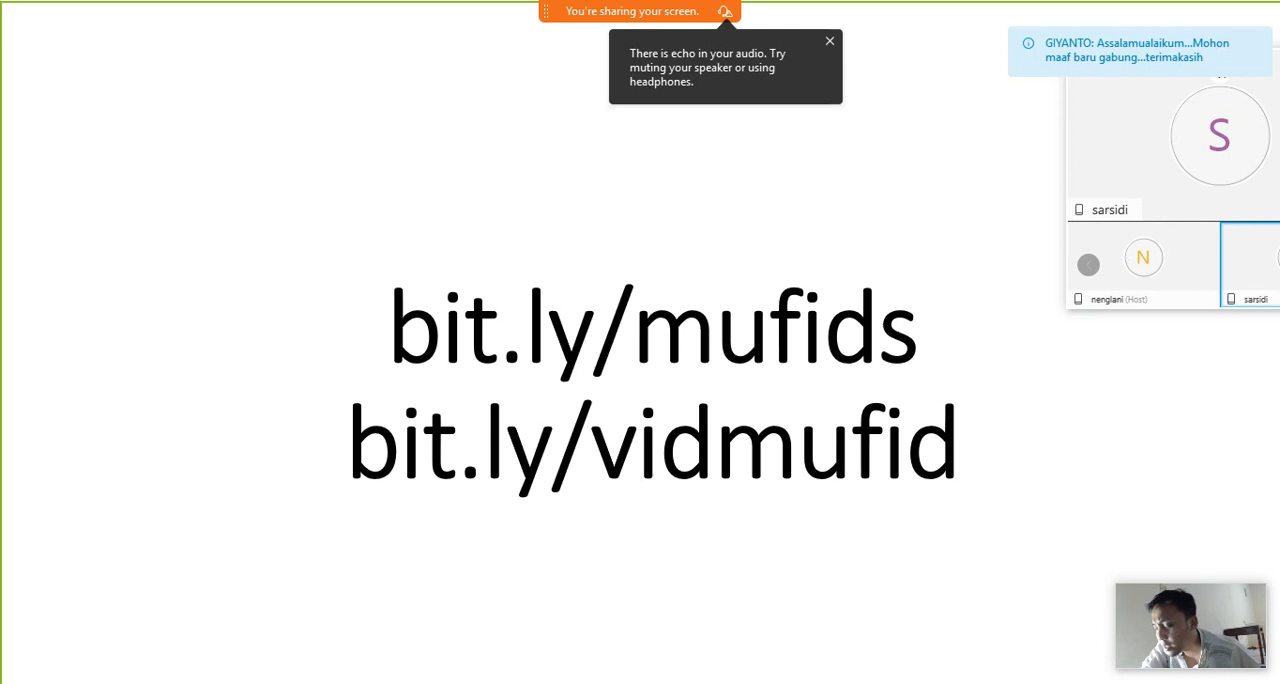 You're sharing your screen.
There is echo in your audio. Try
muting your speaker or using
headphones.
GIYANTO: Assalamualaikum...Mohon
maaf baru gabung...terimakasih
S
sarsidi
N
nenglani (Host)
sarsidi
bit.ly/mufids
bit.ly/vidmufid